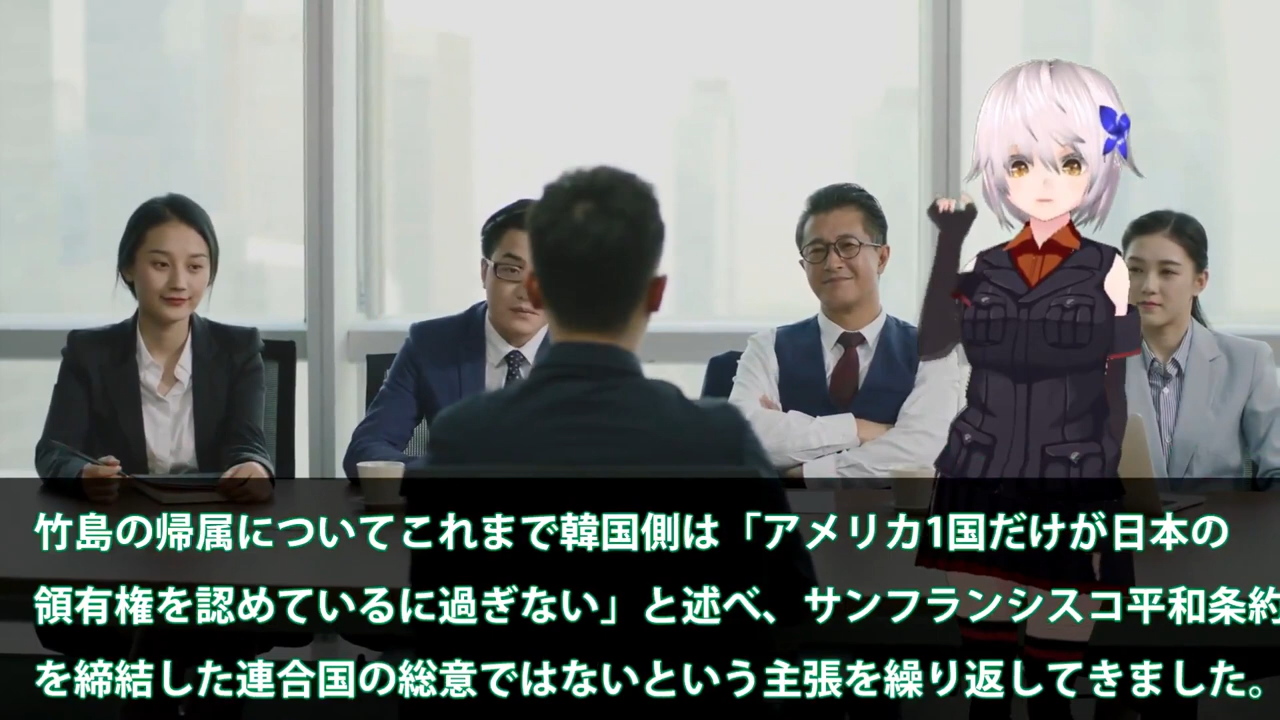 竹島の帰属についてこれまで韓国側は「アメリカ1国だけが日本の
領有権を認めているに過ぎない」と述べ、サンフランシスコ平和条約
を締結した連合国の総意ではないという主張を繰り返してきました。